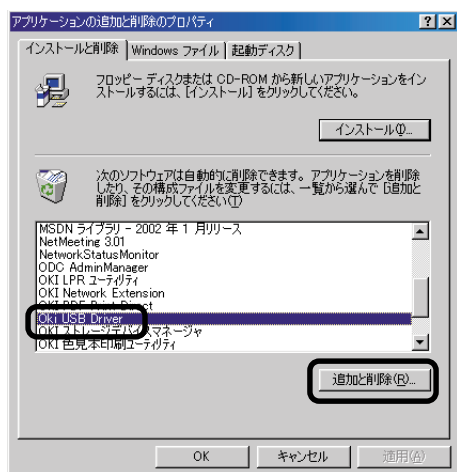 アプリケーションの追加と削除のプロパティ
インストールと削除
Windows ファイル
起動ディスク
フロッピー ディスクまたは CD-ROM から新しいアプリケーションをイン
ストールするには、[インストール] をクリックしてください。
インストール(I)...
次のソフトウェアは自動的に削除できます。アプリケーションを削除
したり、その構成ファイルを変更するには、一覧から選んで [追加と
削除] をクリックしてください(T)
MSDN ライブラリ - 2002 年 1 月リリース
NetMeeting 3.01
NetworkStatusMonitor
ODC AdminManager
OKI LPR ユーティリティ
OKI Network Extension
OKI PDF Print Direct
OKI USB Driver
OKI ストレージデバイスマネージャ
OKI 色見本印刷ユーティリティ
追加と削除(R)...
OK
キャンセル
適用(A)